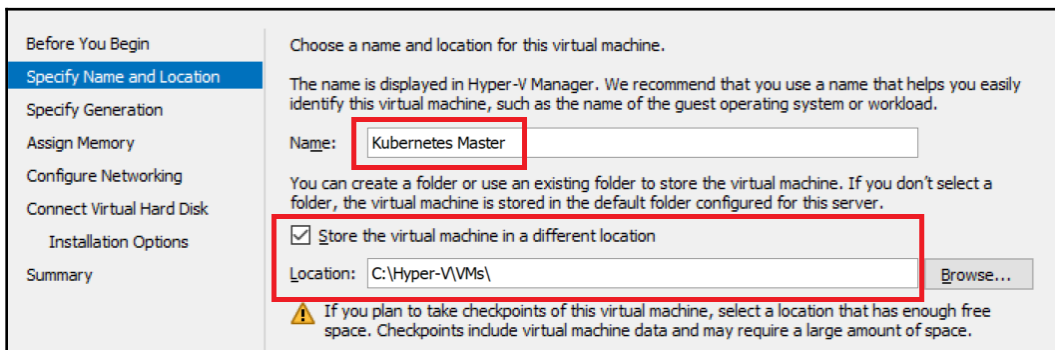 Before You Begin
Specify Name and Location
Specify Generation
Assign Memory
Configure Networking
Connect Virtual Hard Disk
Installation Options
Summary
Choose a name and location for this virtual machine.
The name is displayed in Hyper-V Manager. We recommend that you use a name that helps you easily
identify this virtual machine, such as the name of the guest operating system or workload.
Name: Kubernetes Master
You can create a folder or use an existing folder to store the virtual machine. If you don't select a
folder, the virtual machine is stored in the default folder configured for this server.
Store the virtual machine in a different location
Location: C:\Hyper-V\VMs\ Browse...
If you plan to take checkpoints of this virtual machine, select a location that has enough free
space. Checkpoints include virtual machine data and may require a large amount of space.